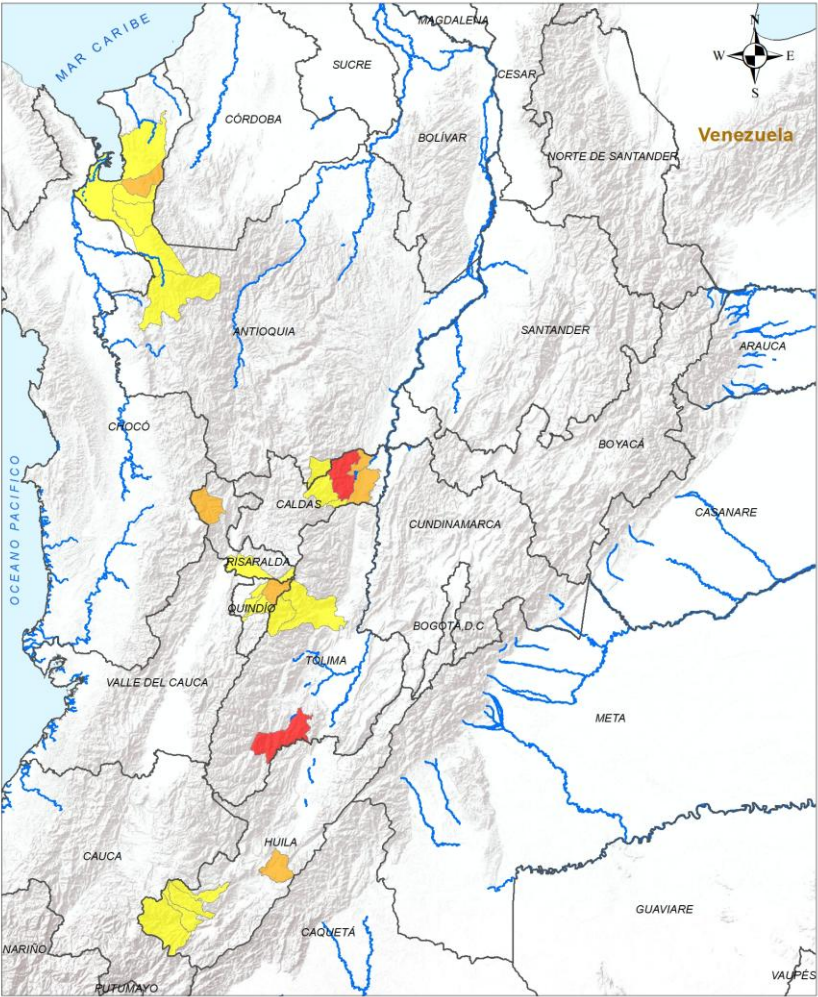 MAGDALENA
MAR CARIBE
N
W E
S
SUCRE
CESAR
CÓRDOBA
BOLÍVAR
Venezuela
NORTE DE SANTANDER
ANTIOQUIA
SANTANDER
ARAUCA
CHOCÓ
BOYACÁ
OCEANO PACIFICO
CALDAS
CASANARE
CUNDINAMARCA
RISARALDA
QUINDÍO
BOGOTÁ,D.C
TOLIMA
VALLE DEL CAUCA
META
HUILA
CAUCA
GUAVIARE
CAQUETÁ
NARIÑO
VAUPÉS
PUTUMAYO